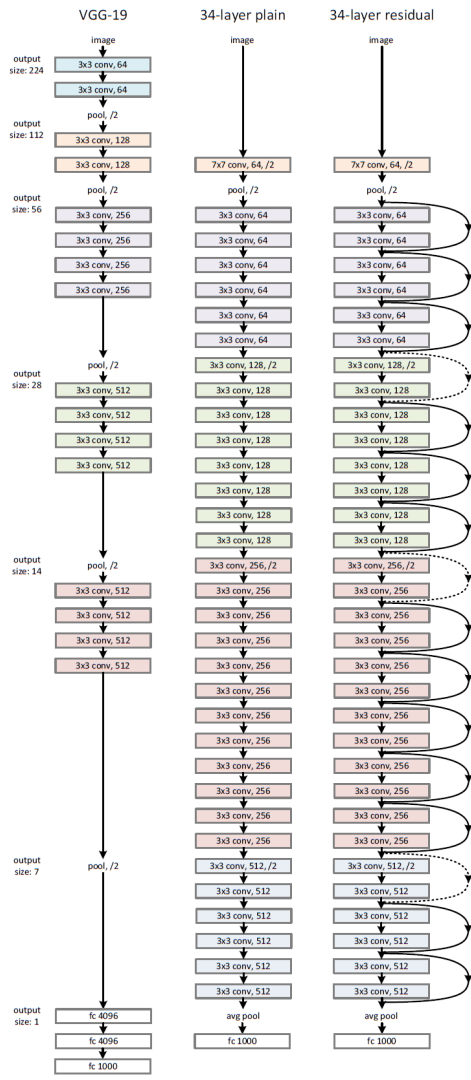 VGG-19
34-layer plain
34-layer residual
output
size: 224
output
size: 112
output
size: 56
output
size: 28
output
size: 14
output
size: 7
output
size: 1
image
3x3 conv, 64
3x3 conv, 64
pool, /2
3x3 conv, 128
3x3 conv, 128
pool, /2
3x3 conv, 256
3x3 conv, 256
3x3 conv, 256
3x3 conv, 256
pool, /2
3x3 conv, 512
3x3 conv, 512
3x3 conv, 512
3x3 conv, 512
pool, /2
3x3 conv, 512
3x3 conv, 512
3x3 conv, 512
3x3 conv, 512
pool, /2
fc 4096
fc 4096
fc 1000
image
7x7 conv, 64, /2
pool, /2
3x3 conv, 64
3x3 conv, 64
3x3 conv, 64
3x3 conv, 64
3x3 conv, 64
3x3 conv, 64
3x3 conv, 128, /2
3x3 conv, 128
3x3 conv, 128
3x3 conv, 128
3x3 conv, 128
3x3 conv, 128
3x3 conv, 128
3x3 conv, 128
3x3 conv, 256, /2
3x3 conv, 256
3x3 conv, 256
3x3 conv, 256
3x3 conv, 256
3x3 conv, 256
3x3 conv, 256
3x3 conv, 256
3x3 conv, 256
3x3 conv, 256
3x3 conv, 256
3x3 conv, 256
3x3 conv, 512, /2
3x3 conv, 512
3x3 conv, 512
3x3 conv, 512
3x3 conv, 512
3x3 conv, 512
avg pool
fc 1000
image
7x7 conv, 64, /2
pool, /2
3x3 conv, 64
3x3 conv, 64
3x3 conv, 64
3x3 conv, 64
3x3 conv, 64
3x3 conv, 64
3x3 conv, 128, /2
3x3 conv, 128
3x3 conv, 128
3x3 conv, 128
3x3 conv, 128
3x3 conv, 128
3x3 conv, 128
3x3 conv, 128
3x3 conv, 256, /2
3x3 conv, 256
3x3 conv, 256
3x3 conv, 256
3x3 conv, 256
3x3 conv, 256
3x3 conv, 256
3x3 conv, 256
3x3 conv, 256
3x3 conv, 256
3x3 conv, 256
3x3 conv, 256
3x3 conv, 512, /2
3x3 conv, 512
3x3 conv, 512
3x3 conv, 512
3x3 conv, 512
3x3 conv, 512
avg pool
fc 1000